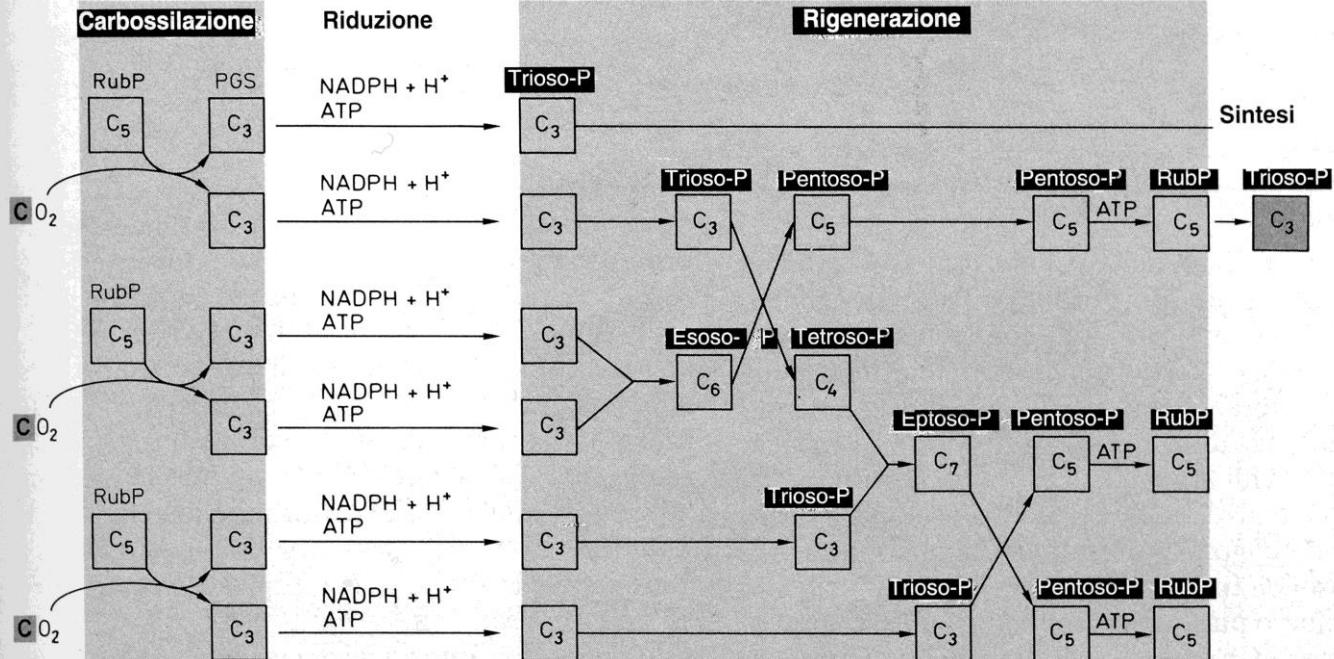 Carbossilazione
Riduzione
Rigenerazione
RubP
PGS
NADPH + H⁺
ATP
Trioso-P
C₅
C₃
C₃
Sintesi
CO₂
C₃
NADPH + H⁺
ATP
C₃
Trioso-P
C₃
Pentoso-P
C₅
Pentoso-P
C₅
ATP
RubP
C₅
Trioso-P
C₃
RubP
C₅
C₃
NADPH + H⁺
ATP
C₃
CO₂
C₃
NADPH + H⁺
ATP
C₃
Esoso- P
C₆
Tetroso-P
C₄
Eptoso-P
C₇
Pentoso-P
C₅
ATP
RubP
C₅
RubP
C₅
C₃
NADPH + H⁺
ATP
C₃
Trioso-P
C₃
CO₂
C₃
NADPH + H⁺
ATP
C₃
Trioso-P
C₃
Pentoso-P
C₅
ATP
RubP
C₅